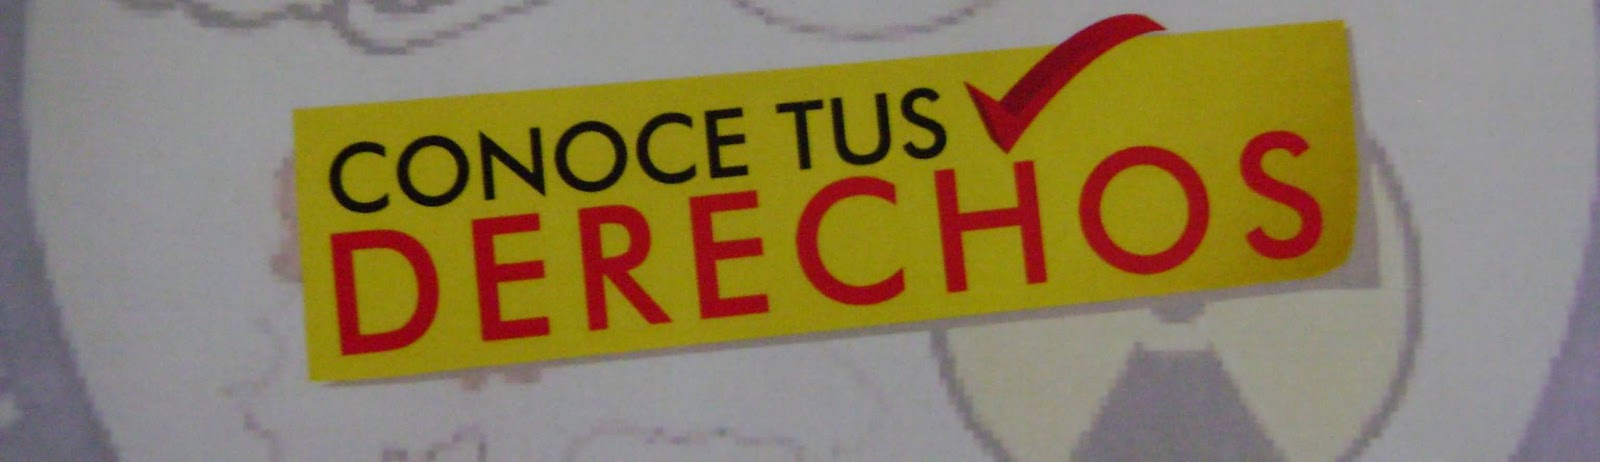 CONOCE TUS
DERECHOS